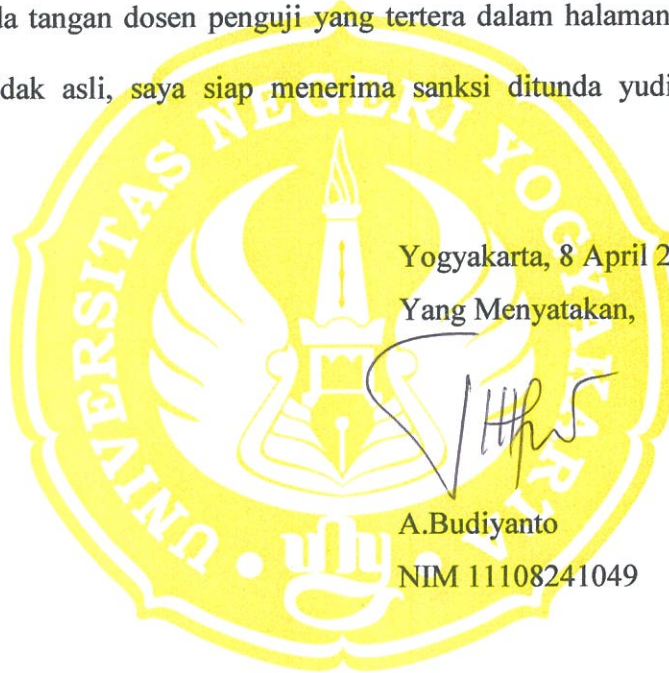 da tangan dosen penguji yang tertera dalam halaman
dak asli, saya siap menerima sanksi ditunda yudi
UNIVERSITAS NEGERI YOGYAKARTA
uny
Yogyakarta, 8 April 2
Yang Menyatakan,
A.Budiyanto
NIM 11108241049